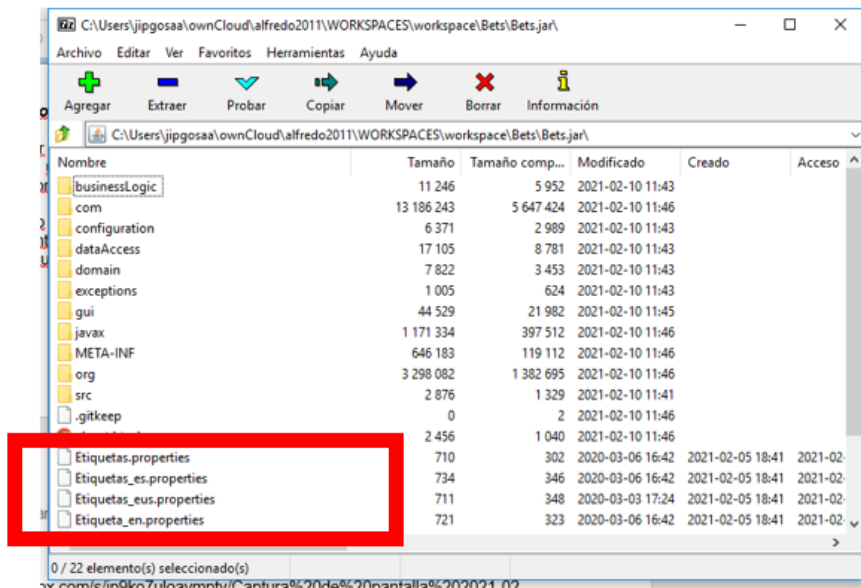 C:\Users\jipgosaa\ownCloud\alfredo2011\WORKSPACES\workspace\Bets\Bets.jar\
Archivo Editar Ver Favoritos Herramientas Ayuda
Agregar Extraer Probar Copiar Mover Borrar Información
C:\Users\jipgosaa\ownCloud\alfredo2011\WORKSPACES\workspace\Bets\Bets.jar\
Nombre Tamaño Tamaño comp... Modificado Creado Acceso
businessLogic 11 246 5 952 2021-02-10 11:43
com 13 186 243 5 647 424 2021-02-10 11:46
configuration 6 371 2 989 2021-02-10 11:43
dataAccess 17 105 8 781 2021-02-10 11:43
domain 7 822 3 453 2021-02-10 11:43
exceptions 1 005 624 2021-02-10 11:43
gui 44 529 21 982 2021-02-10 11:45
javax 1 171 334 397 512 2021-02-10 11:46
META-INF 646 183 119 112 2021-02-10 11:46
org 3 298 082 1 382 695 2021-02-10 11:46
src 2 876 1 329 2021-02-10 11:41
.gitkeep 0 2 2021-02-10 11:46
2 456 1 040 2021-02-10 11:46
Etiquetas.properties 710 302 2020-03-06 16:42 2021-02-05 18:41 2021-02-
Etiquetas_es.properties 734 346 2020-03-06 16:42 2021-02-05 18:41 2021-02-
Etiquetas_eus.properties 711 348 2020-03-03 17:24 2021-02-05 18:41 2021-02-
Etiqueta_en.properties 721 323 2020-03-06 16:42 2021-02-05 18:41 2021-02-
0 / 22 elemento(s) seleccionado(s)